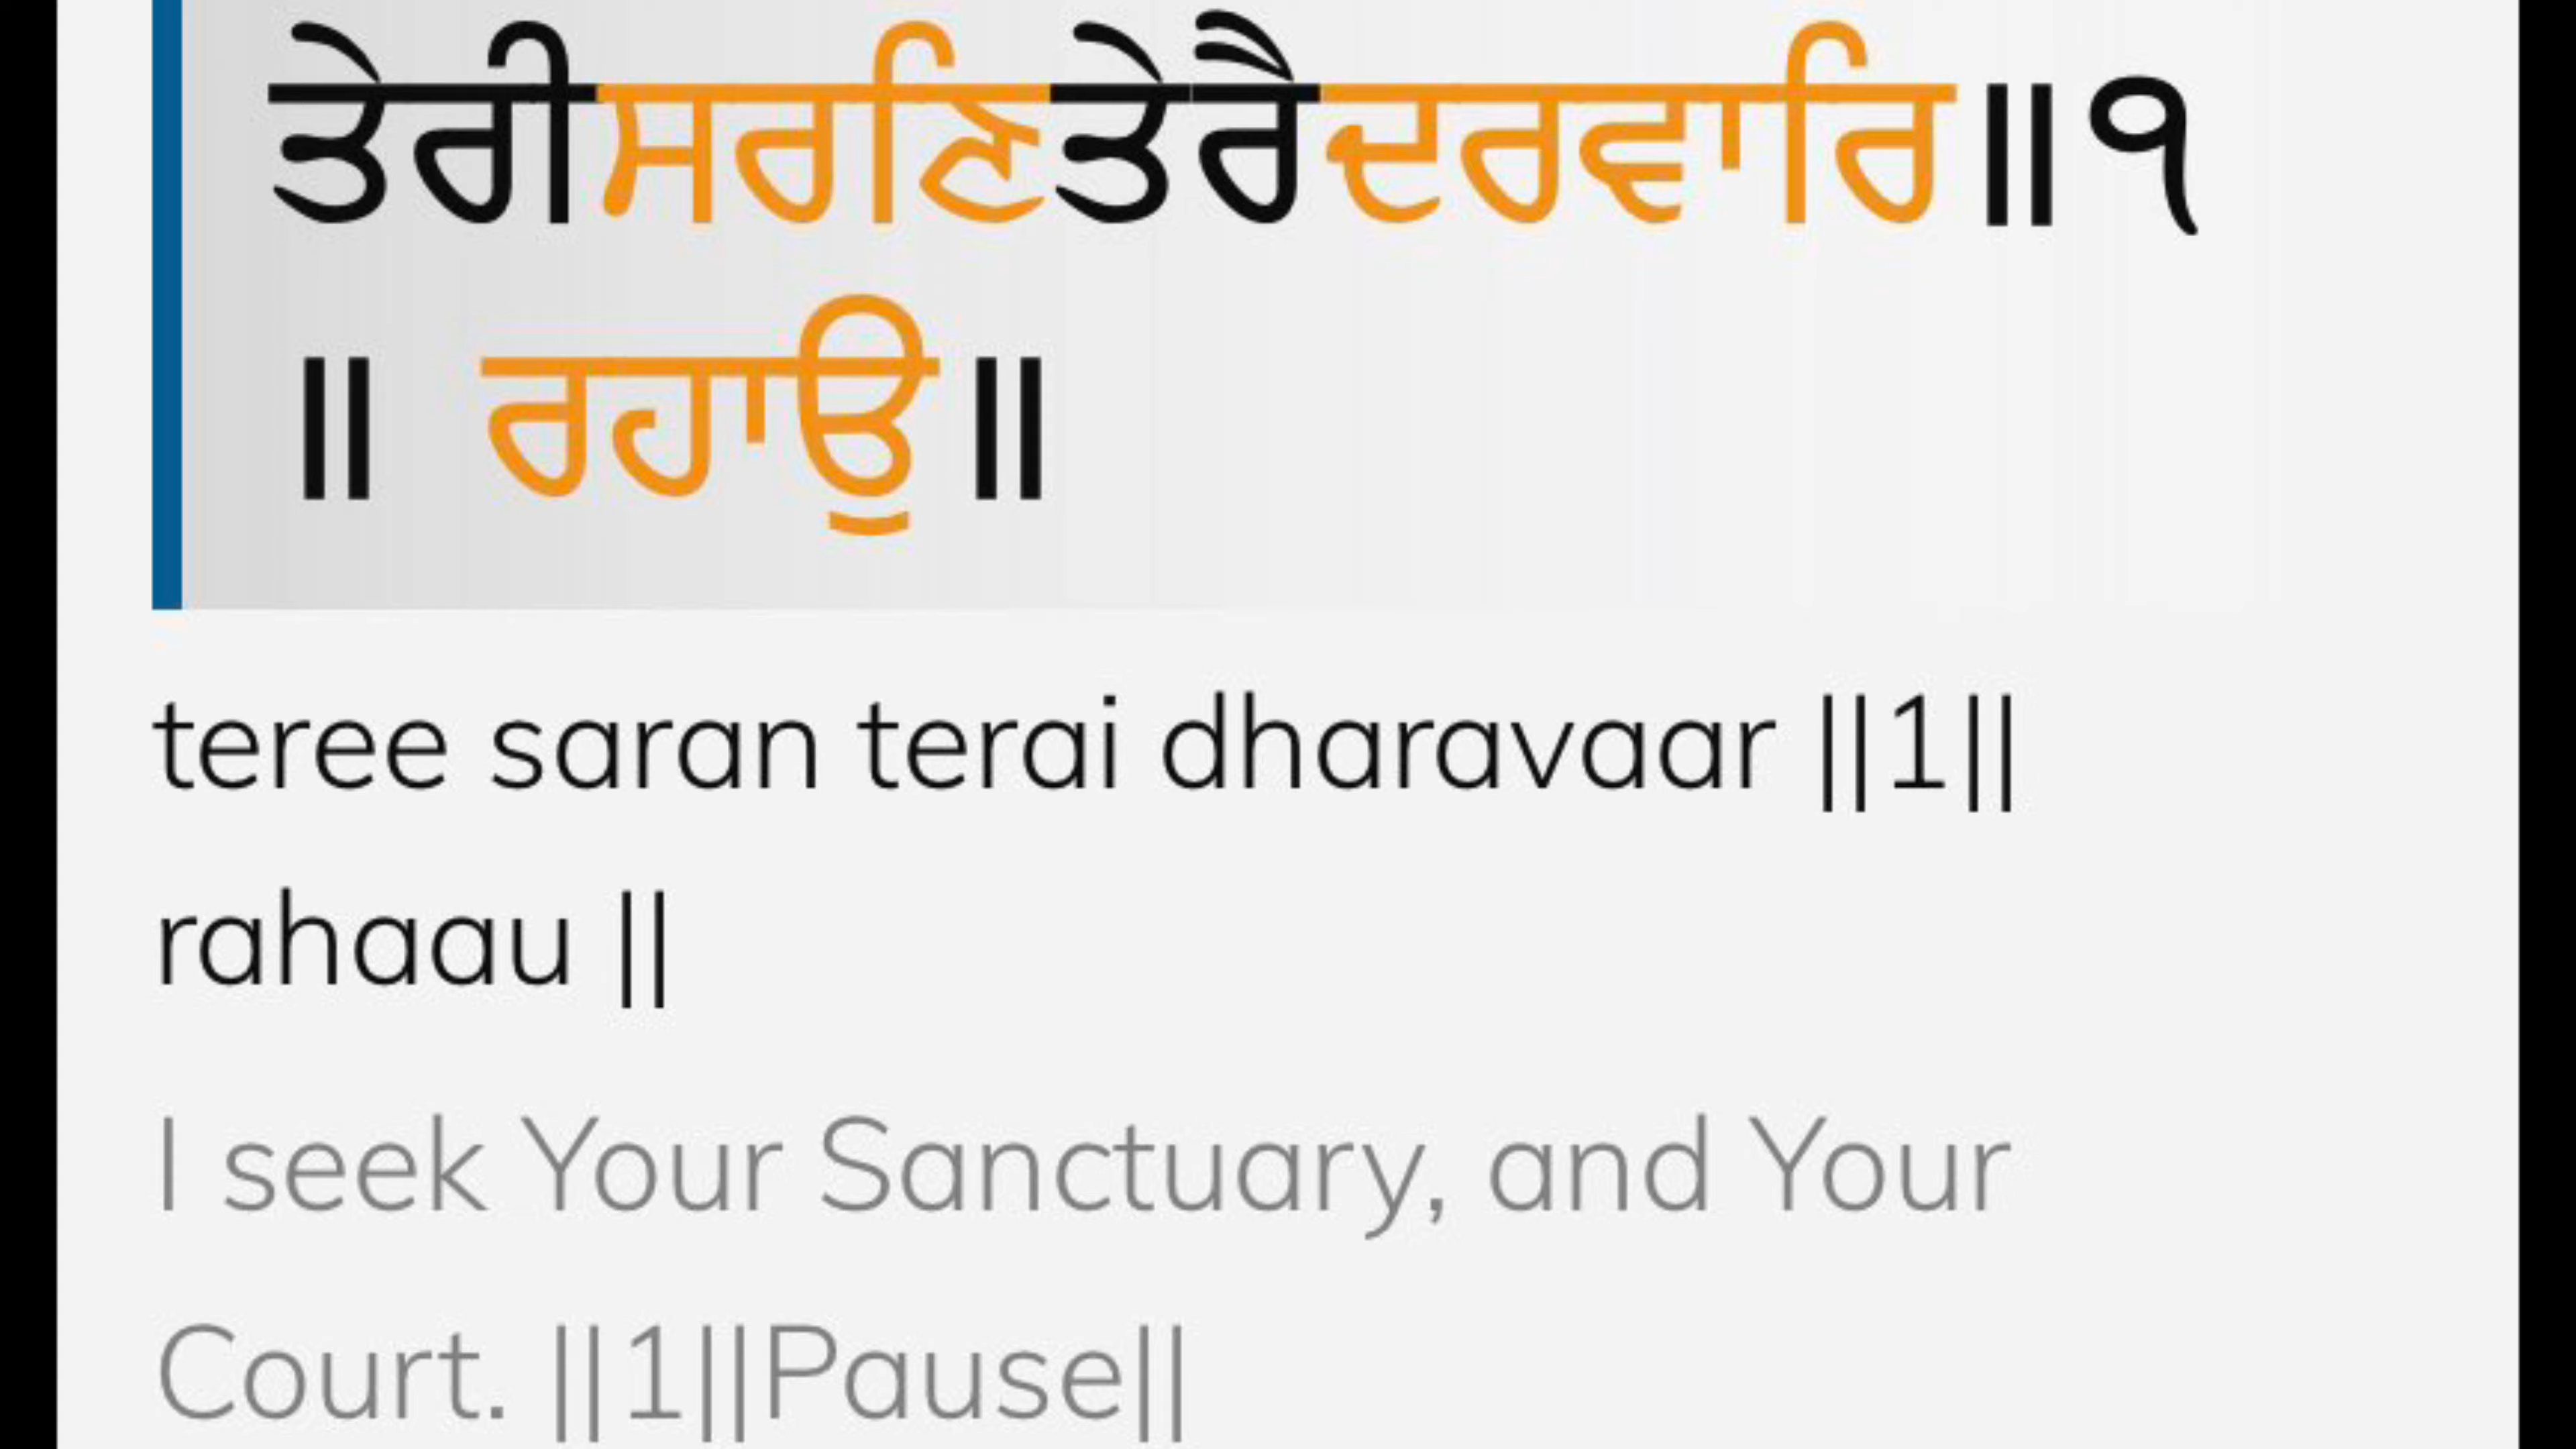 ਤੇਰੀ ਸਰਣਿ ਤੇਰੈ ਦਰਵਾਰਿ ॥੧
॥ ਰਹਾਉ ॥
teree saran terai dharavaar ||1||
rahaau ||
I seek Your Sanctuary, and Your
Court. ||1||Pause||